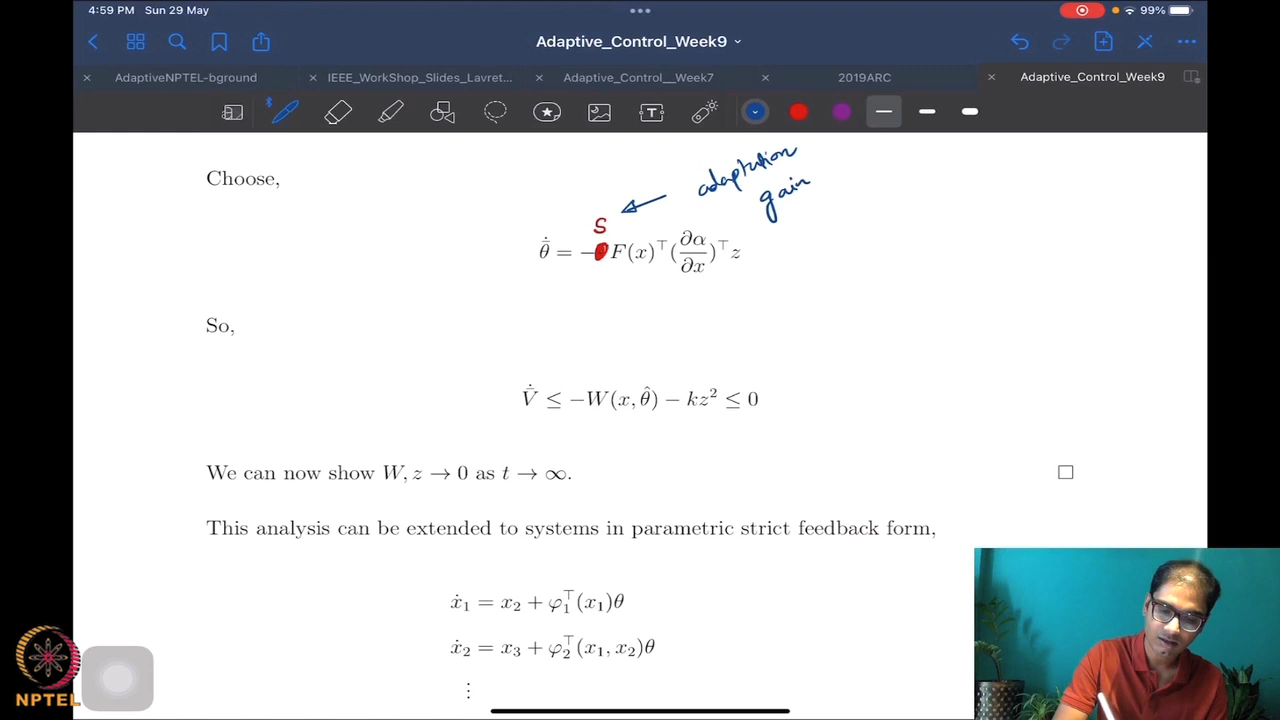 4:59 PM Sun 29 May
99%
Adaptive_Control_Week9
AdaptiveNPTEL-bground
IEEE_WorkShop_Slides_Lavret...
Adaptive_Control__Week7
2019ARC
Adaptive_Control_Week9
adaptation
gain
Choose,
S
θ̄̇ = − F(x)⊤(∂α/∂x)⊤z
So,
V̄̇ ≤ −W(x, θ̂) − kz² ≤ 0
We can now show W, z → 0 as t → ∞.
This analysis can be extended to systems in parametric strict feedback form,
ẋ₁ = x₂ + φ₁⊤(x₁)θ
ẋ₂ = x₃ + φ₂⊤(x₁, x₂)θ
⋮
NPTEL